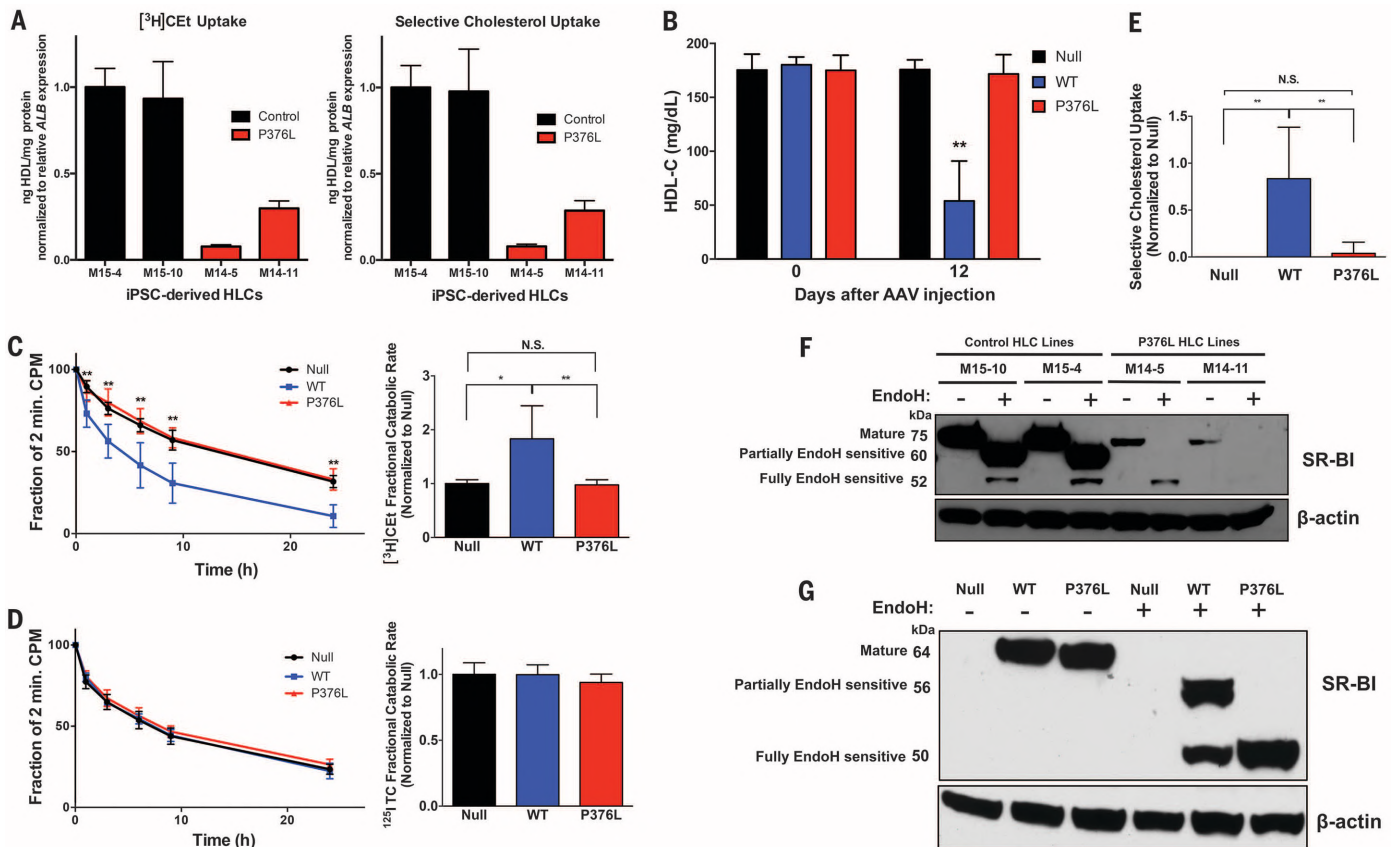 A
[³H]CEt Uptake
ng HDL/mg protein
normalized to relative ALB expression
1.0
0.5
0.0
Control
P376L
M15-4 M15-10 M14-5 M14-11
iPSC-derived HLCs
Selective Cholesterol Uptake
ng HDL/mg protein
normalized to relative ALB expression
1.0
0.5
0.0
Control
P376L
M15-4 M15-10 M14-5 M14-11
iPSC-derived HLCs
B
HDL-C (mg/dL)
200
150
100
50
0
**
Null
WT
P376L
0 12
Days after AAV injection
E
Selective Cholesterol Uptake
(Normalized to Null)
N.S.
** **
1.5
1.0
0.5
0.0
Null WT P376L
C
Fraction of 2 min. CPM
100
50
0
** ** ** ** **
Null
WT
P376L
0 10 20
Time (h)
[³H]CEt Fractional Catabolic Rate
(Normalized to Null)
N.S.
* **
3
2
1
0
Null WT P376L
D
Fraction of 2 min. CPM
100
50
0
Null
WT
P376L
0 10 20
Time (h)
¹²⁵I TC Fractional Catabolic Rate
(Normalized to Null)
1.0
0.5
0.0
Null WT P376L
F
Control HLC Lines P376L HLC Lines
M15-10 M15-4 M14-5 M14-11
EndoH: - + - + - + - +
kDa
Mature 75
Partially EndoH sensitive 60
Fully EndoH sensitive 52
SR-BI
β-actin
G
Null WT P376L Null WT P376L
EndoH: - - - + + +
kDa
Mature 64
Partially EndoH sensitive 56
Fully EndoH sensitive 50
SR-BI
β-actin